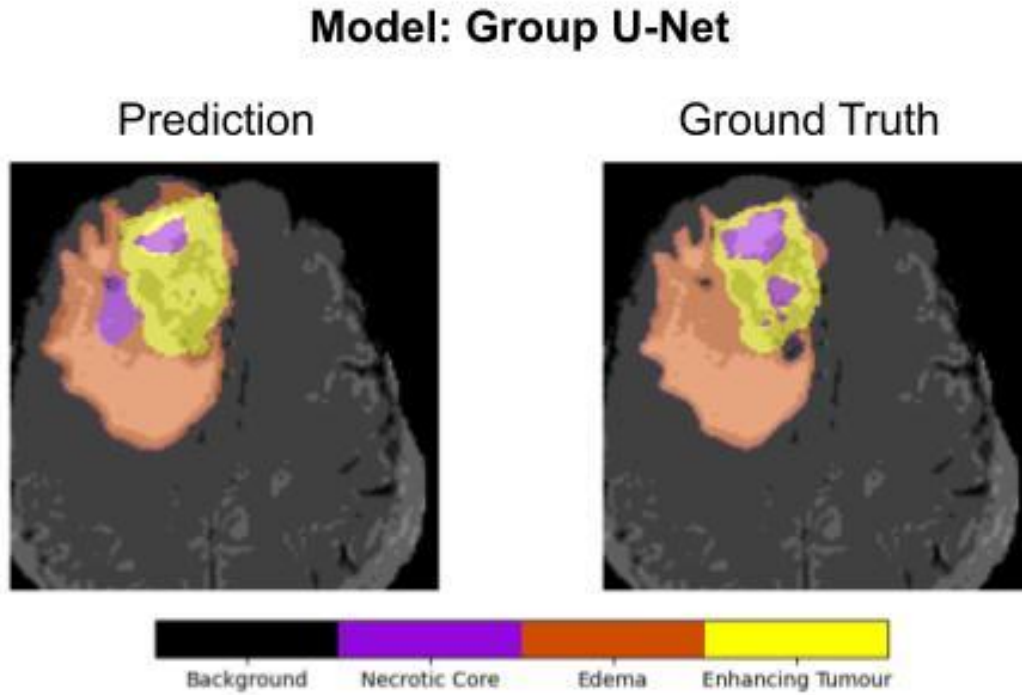 Model: Group U-Net
Prediction
Ground Truth
Background
Necrotic Core
Edema
Enhancing Tumour